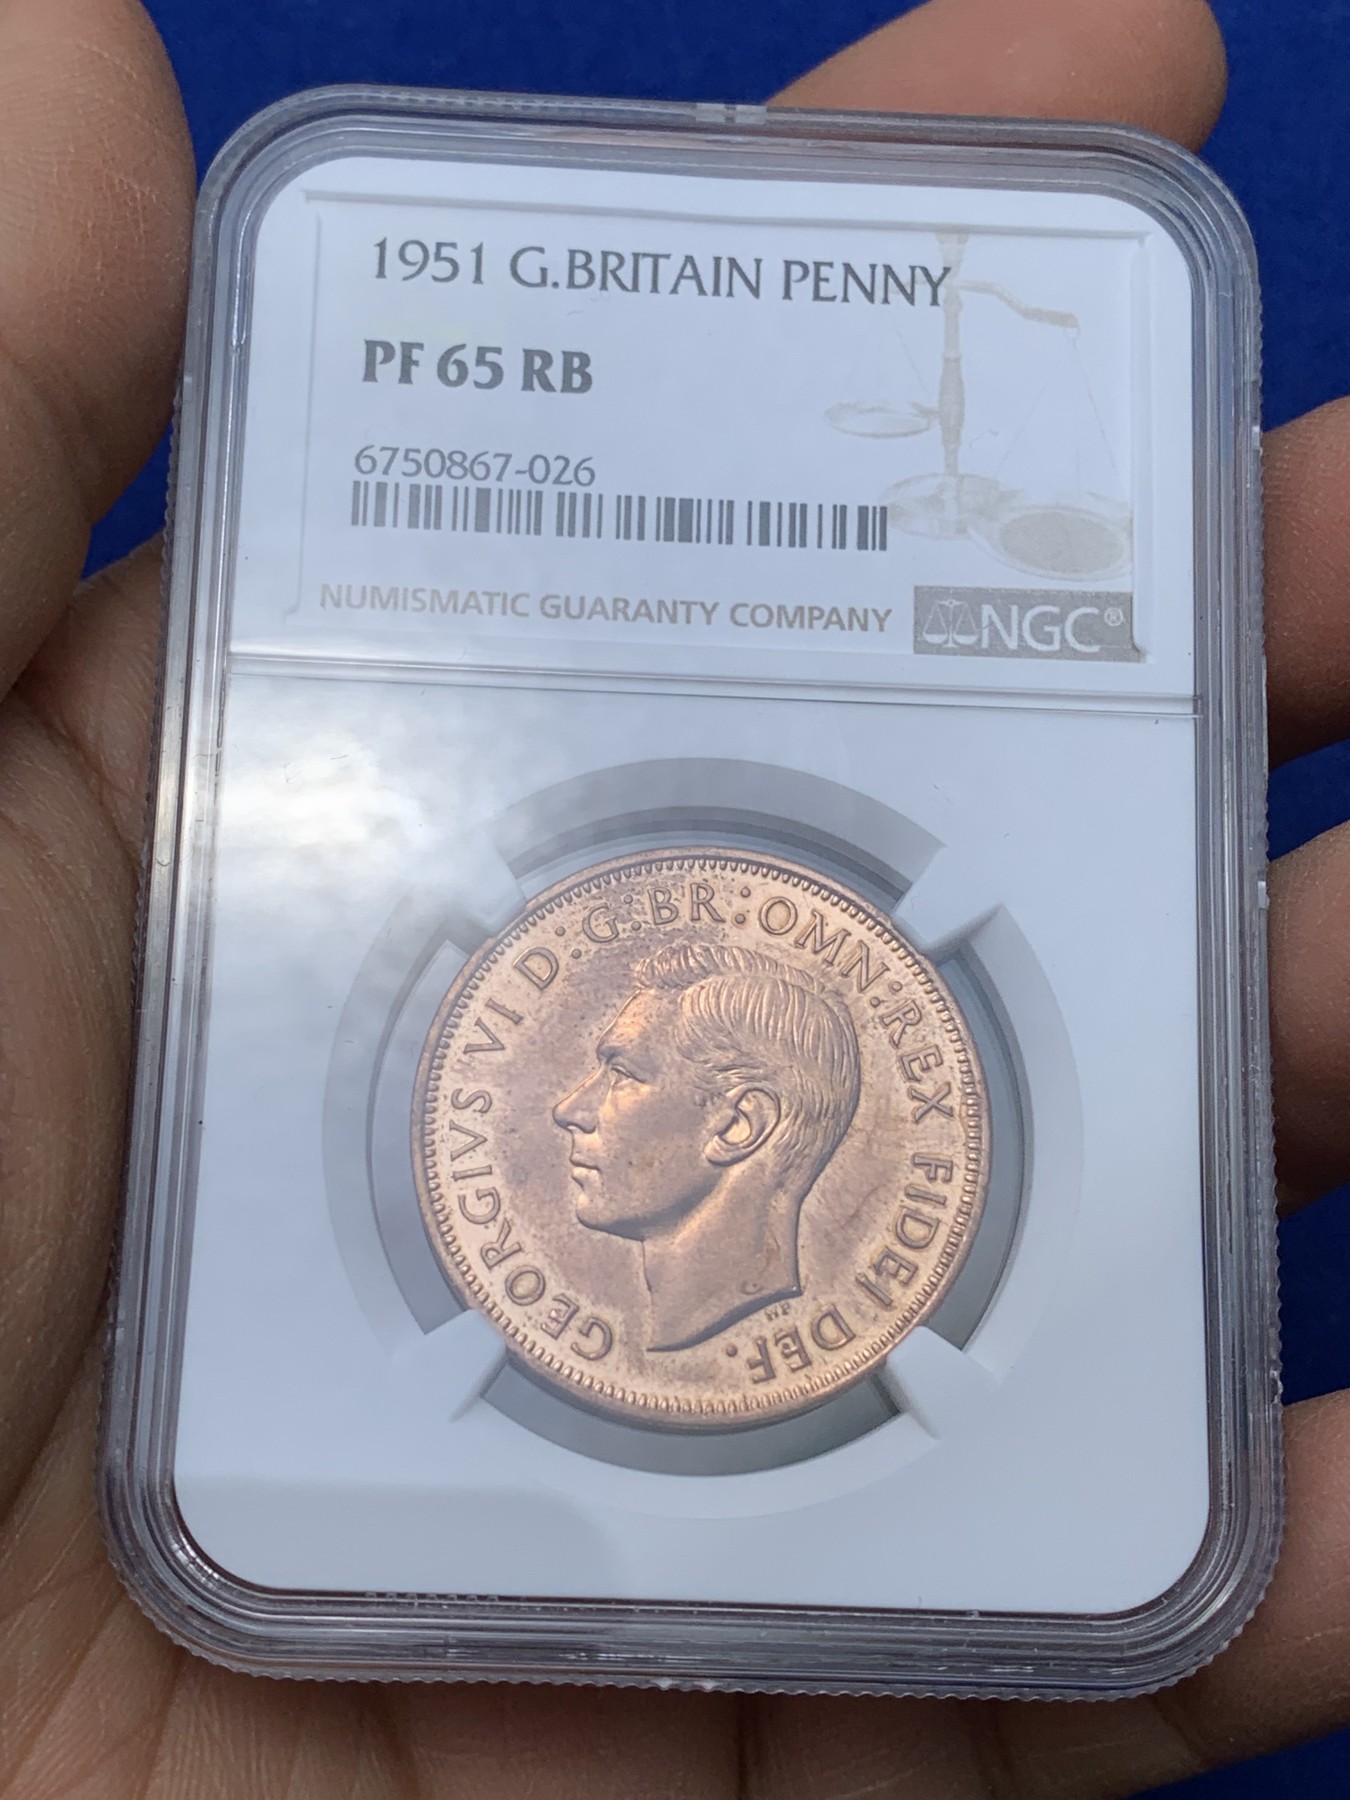 1951 G.BRITAIN PENNY
PF 65 RB
6750867-026
NUMISMATIC GUARANTY COMPANY
NGC®
GEORGIVS VI D:G:BR:OMN:REX FIDEI DEF.
HP